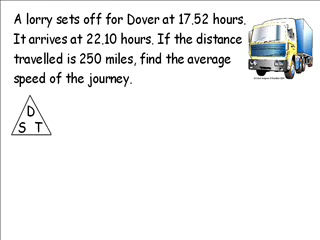 A lorry sets off for Dover at 17.52 hours.
It arrives at 22.10 hours. If the distance
travelled is 250 miles, find the average
speed of the journey.
D
S T